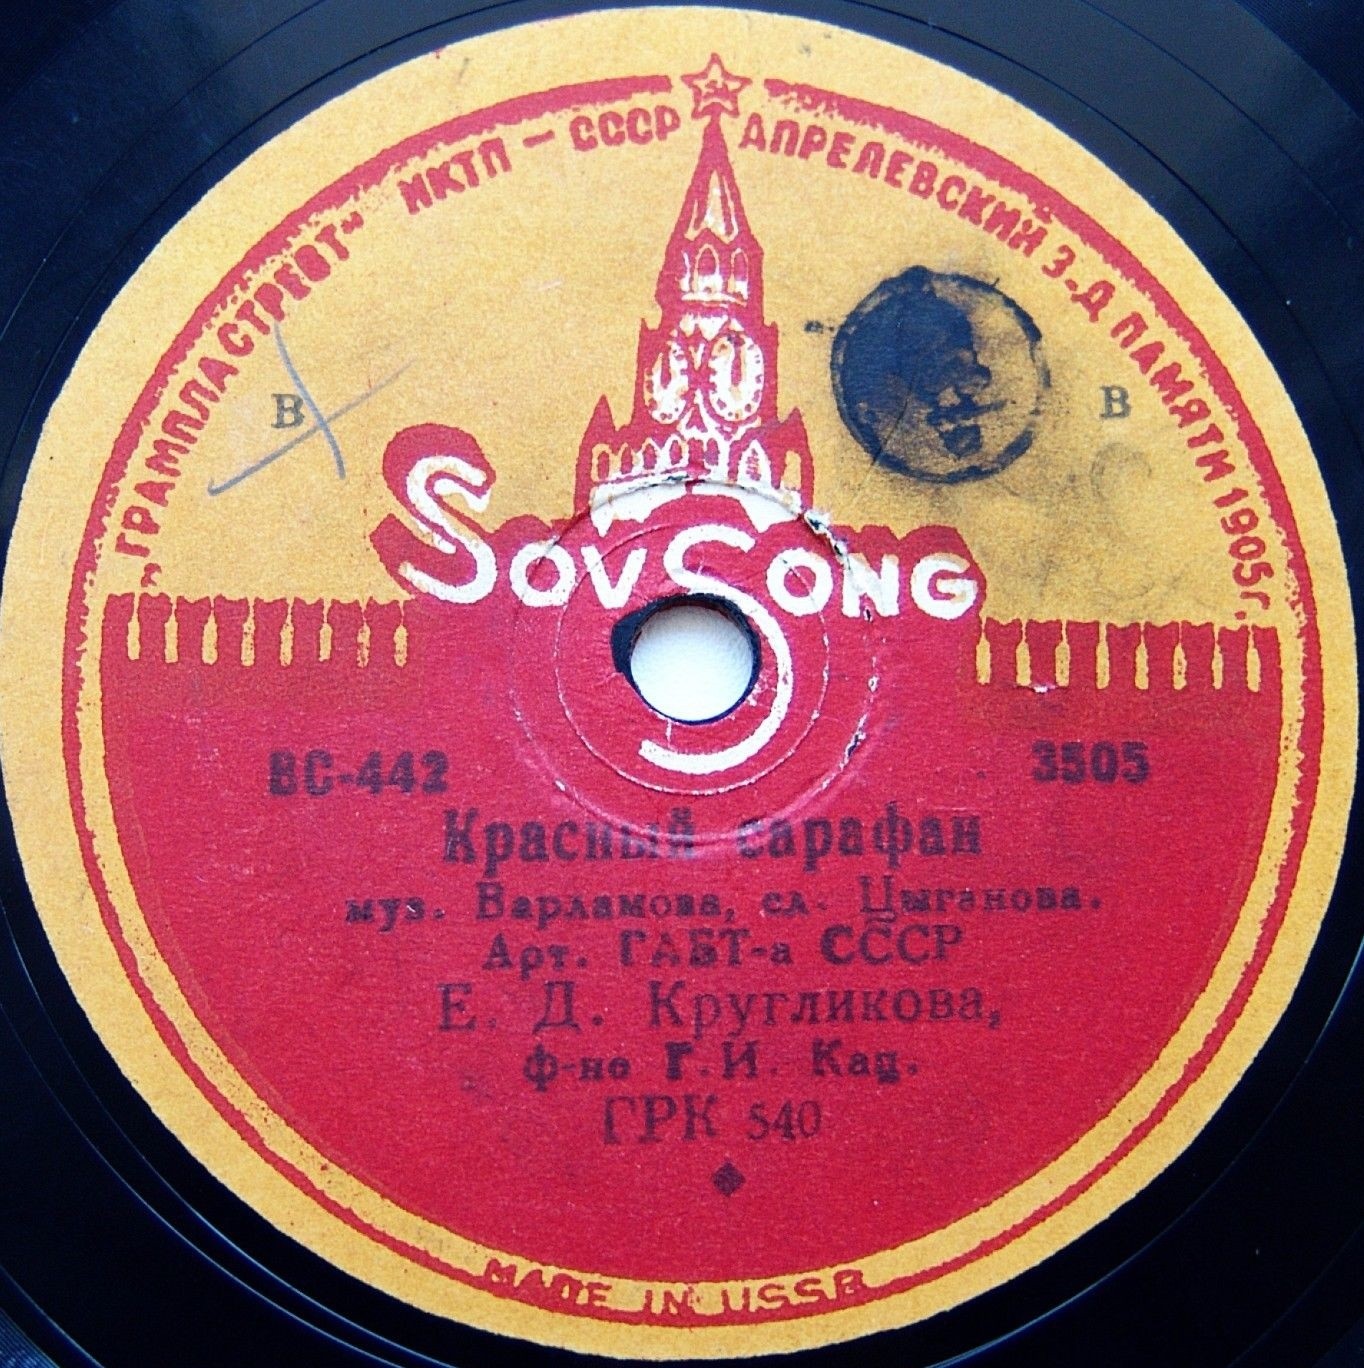 „ГРАМПЛАСТРЕСТ“ НКТП — СССР АПРЕЛЕВСКИЙ З-Д ПАМЯТИ 1905 г.
В В
SovSong
ВС-442 3505
Красный сарафан
муз. Варламова, сл. Цыганова.
Арт. ГАБТ-а СССР
Е. Д. Кругликова,
ф-но Г. И. Кац.
ГРК 540
MADE IN USSR